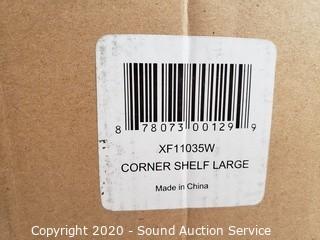 8 78073 00129 9
XF11035W
CORNER SHELF LARGE
Made in China
Copyright 2020 - Sound Auction Service